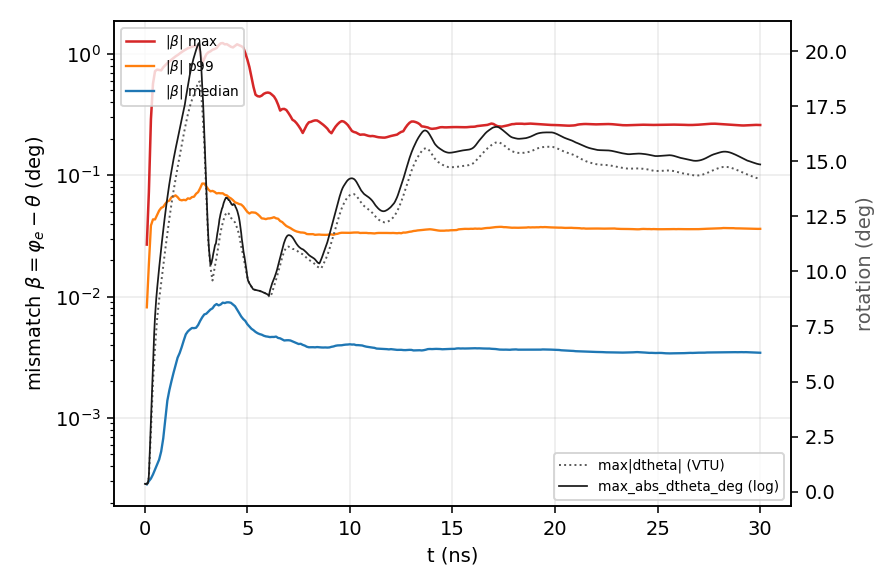 |β| max
|β| p99
|β| median
10⁰
10⁻¹
10⁻²
10⁻³
mismatch β = φₑ − θ (deg)
20.0
17.5
15.0
12.5
10.0
7.5
5.0
2.5
0.0
rotation (deg)
max|dtheta| (VTU)
max_abs_dtheta_deg (log)
0 5 10 15 20 25 30
t (ns)